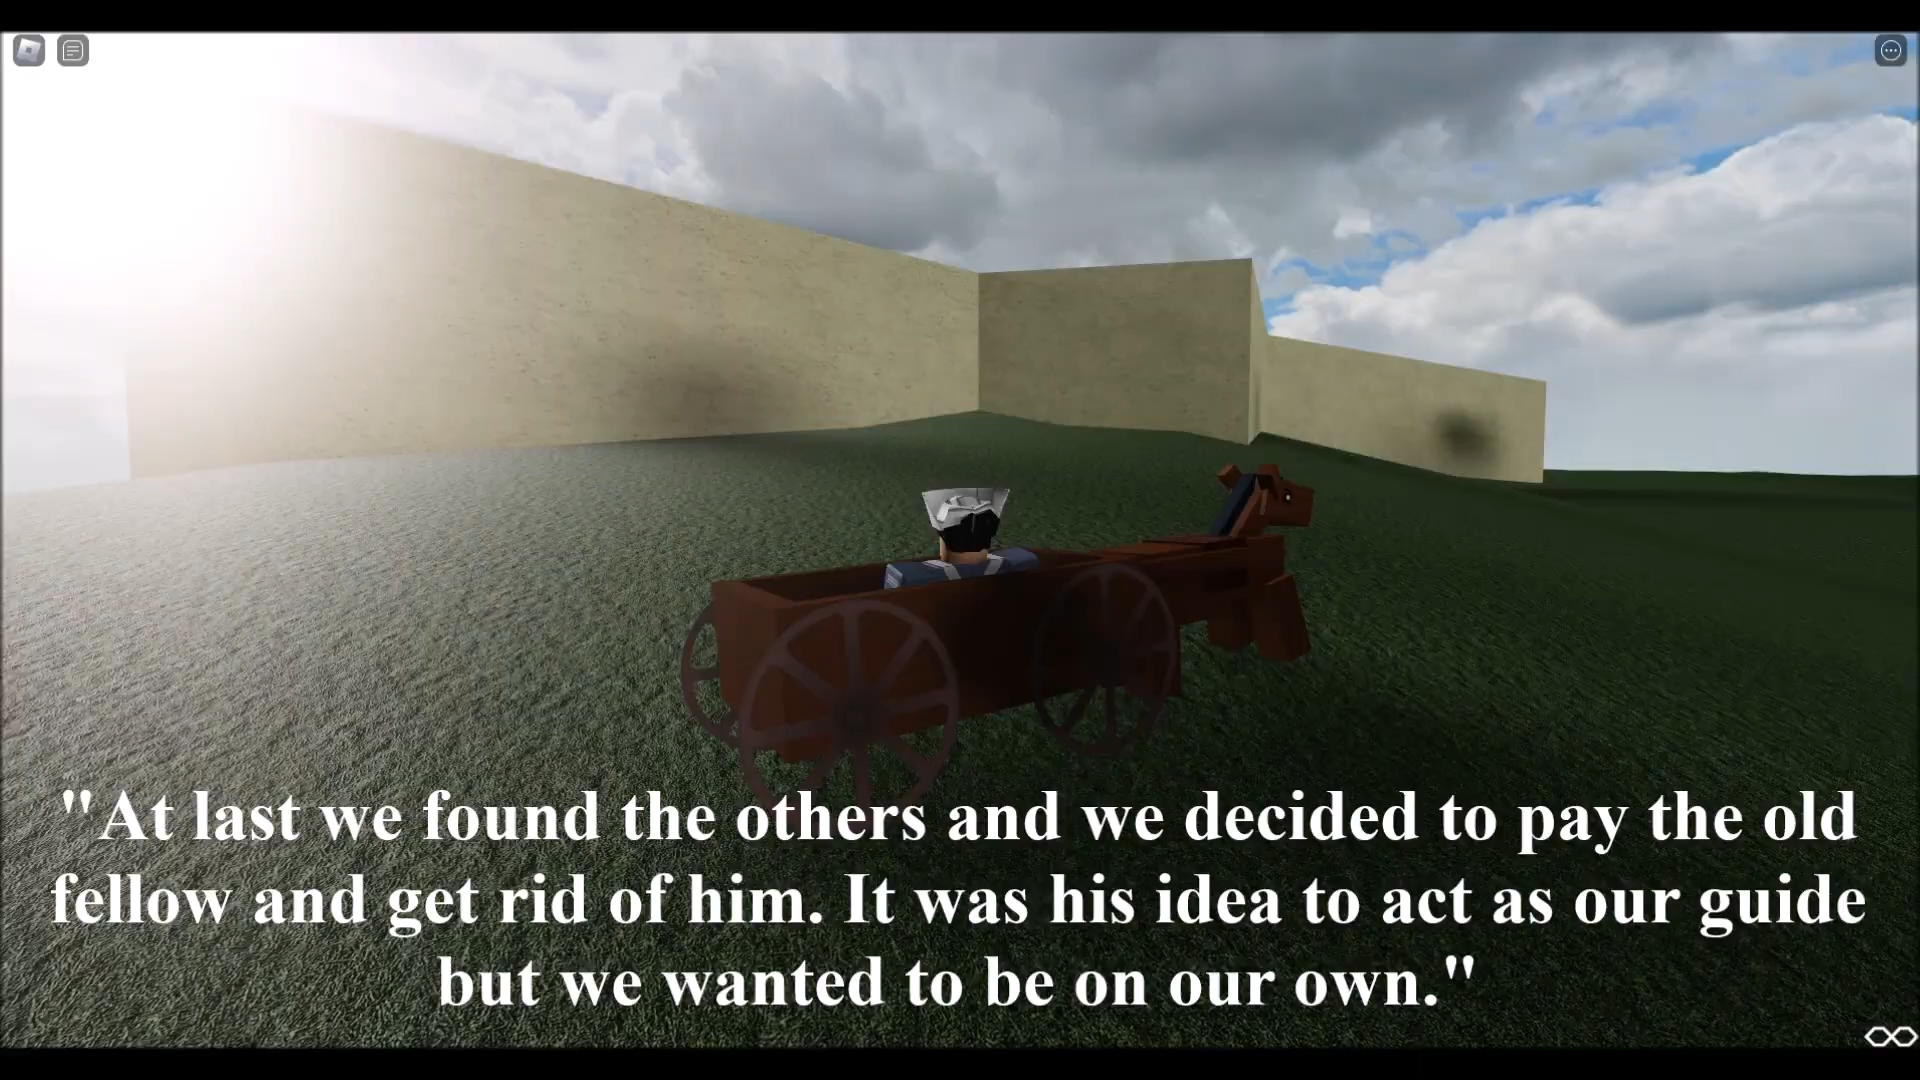 "At last we found the others and we decided to pay the old
fellow and get rid of him. It was his idea to act as our guide
but we wanted to be on our own."